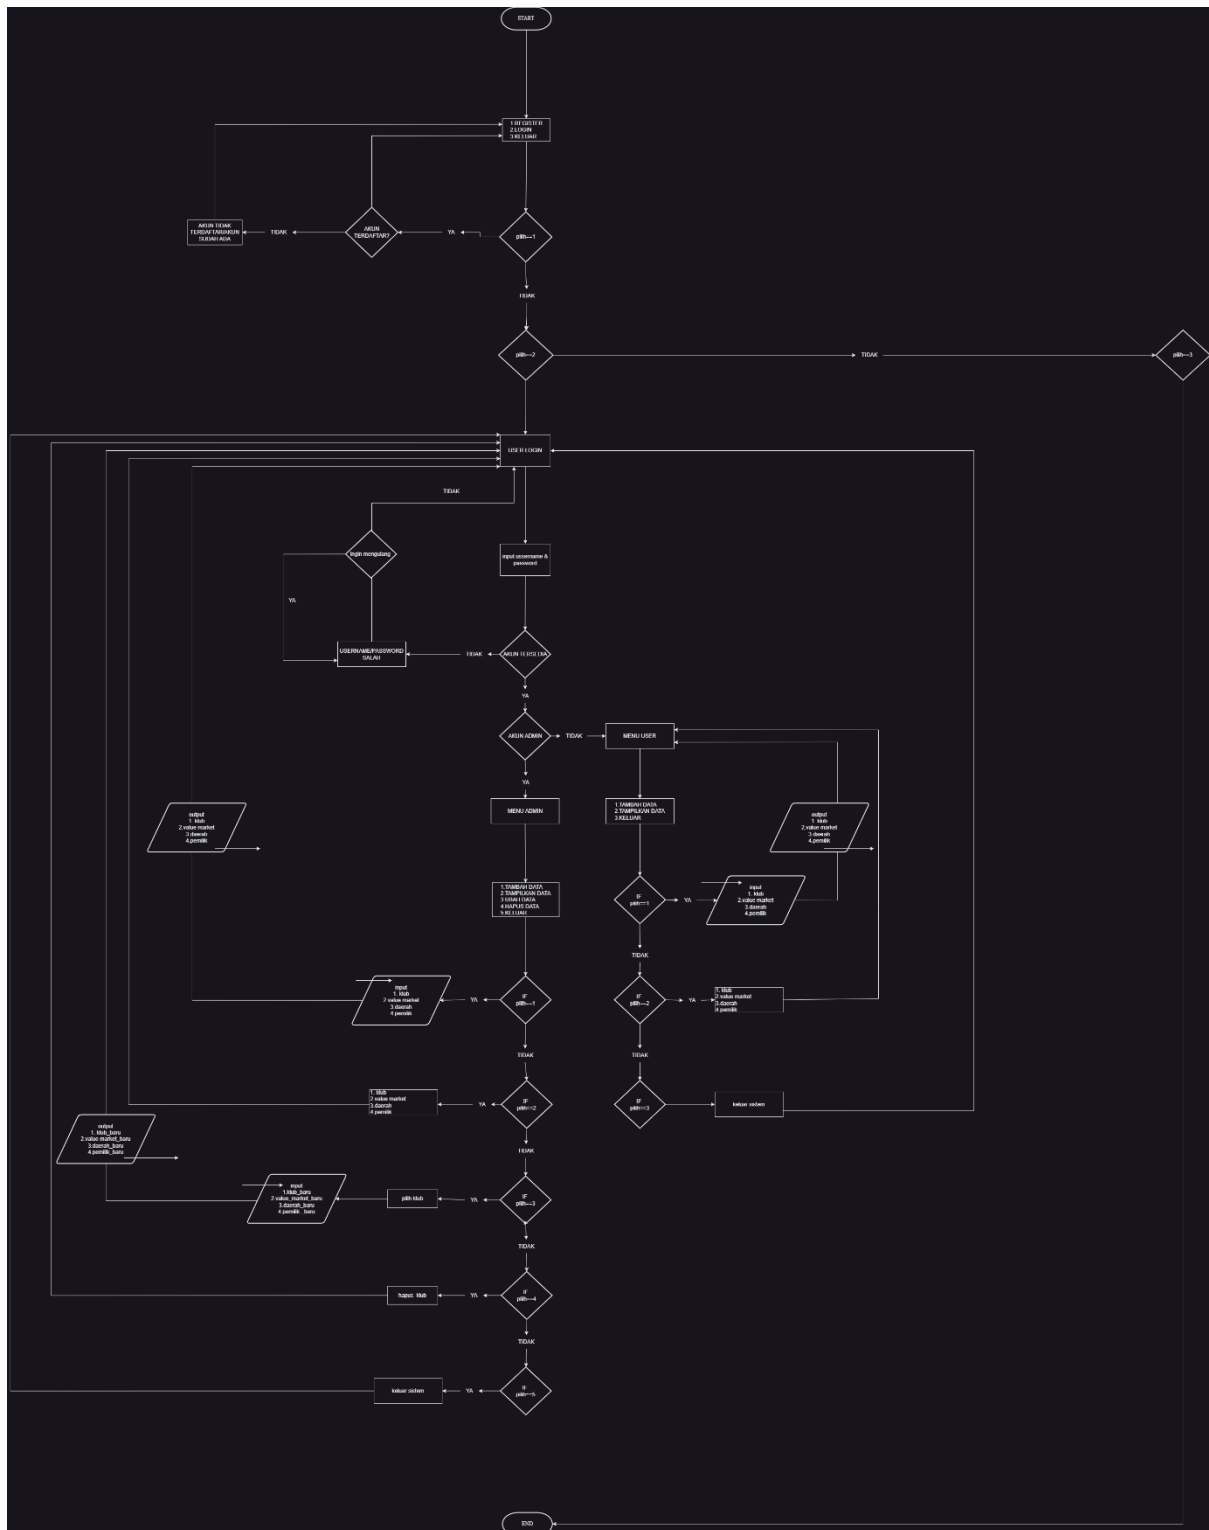 START
1.REGISTER
2.LOGIN
3.KELUAR
AKUN TIDAK
TERDAFTAR/AKUN
SUDAH ADA
TIDAK
AKUN
TERDAFTAR?
YA
pilih==1
TIDAK
pilih==2
TIDAK
pilih==3
USER LOGIN
TIDAK
ingin mengulang
input username &
password
YA
USERNAME/PASSWORD
SALAH
TIDAK
AKUN TERSEDIA
YA
AKUN ADMIN
TIDAK
MENU USER
YA
MENU ADMIN
1.TAMBAH DATA
2.TAMPILKAN DATA
3.KELUAR
output
1. klub
2.value market
3.daerah
4.pemilik
output
1. klub
2.value market
3.daerah
4.pemilik
1.TAMBAH DATA
2.TAMPILKAN DATA
3.UBAH DATA
4.HAPUS DATA
5.KELUAR
IF
pilih==1
YA
input
1. klub
2.value market
3.daerah
4.pemilik
TIDAK
input
1. klub
2.value market
3.daerah
4.pemilik
YA
IF
pilih==1
IF
pilih==2
YA
1. klub
2.value market
3.daerah
4.pemilik
TIDAK
TIDAK
1. klub
2.value market
3.daerah
4.pemilik
YA
IF
pilih==2
IF
pilih==3
keluar sistem
output
1. klub_baru
2.value market_baru
3.daerah_baru
4.pemilik_baru
TIDAK
input
1.klub_baru
2.value_market_baru
3.daerah_baru
4.pemilik _baru
pilih klub
YA
IF
pilih==3
TIDAK
hapus klub
YA
IF
pilih==4
TIDAK
keluar sistem
YA
IF
pilih==5
END